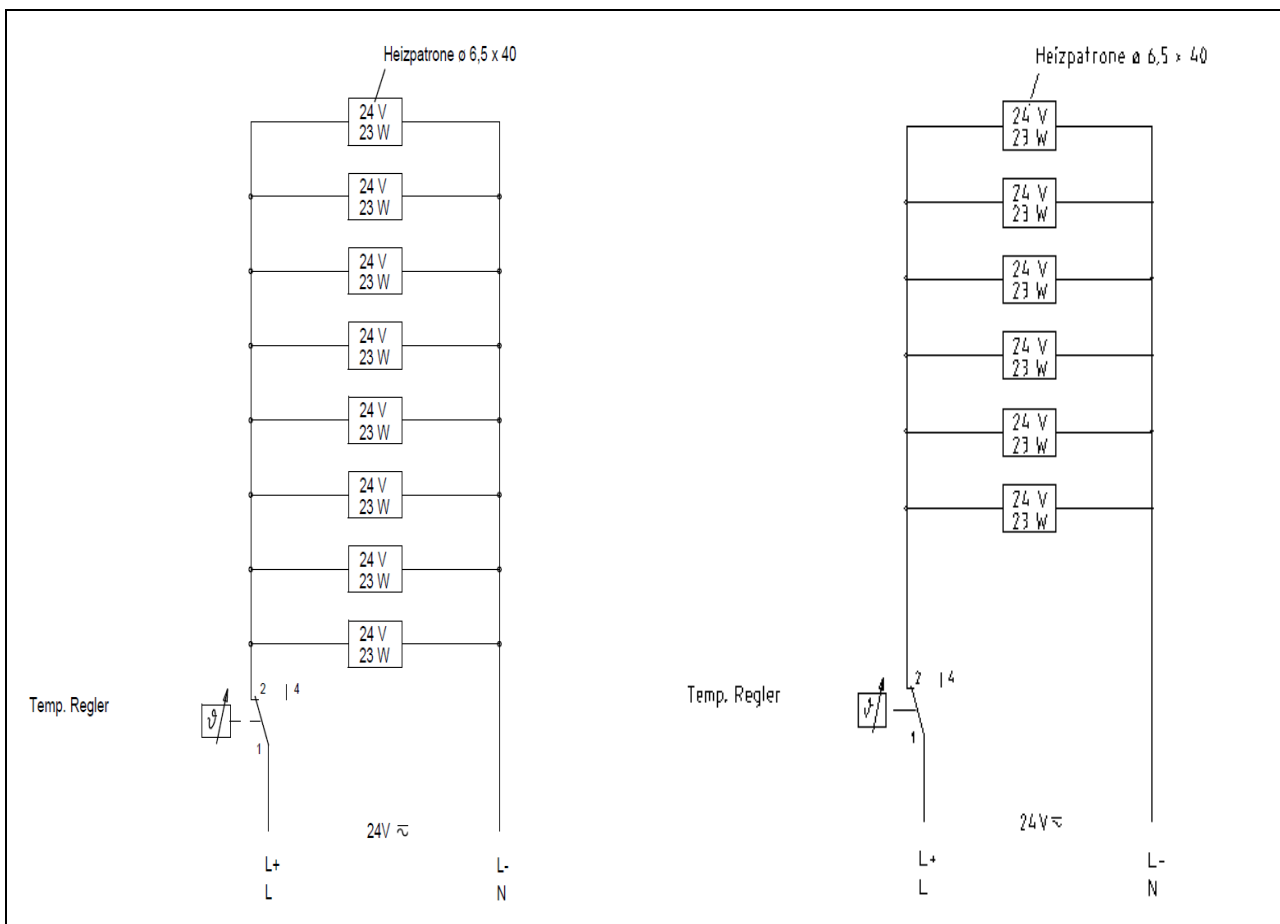 Heizpatrone ø 6,5 x 40
24 V
23 W
24 V
23 W
24 V
23 W
24 V
23 W
24 V
23 W
24 V
23 W
24 V
23 W
24 V
23 W
2 | 4
Temp. Regler
ϑ
1
24V ⏦
L+
L-
L
N
Heizpatrone ø 6,5 × 40
24 V
23 W
24 V
23 W
24 V
23 W
24 V
23 W
24 V
23 W
24 V
23 W
2 | 4
Temp. Regler
ϑ
1
24V ⏦
L+
L-
L
N